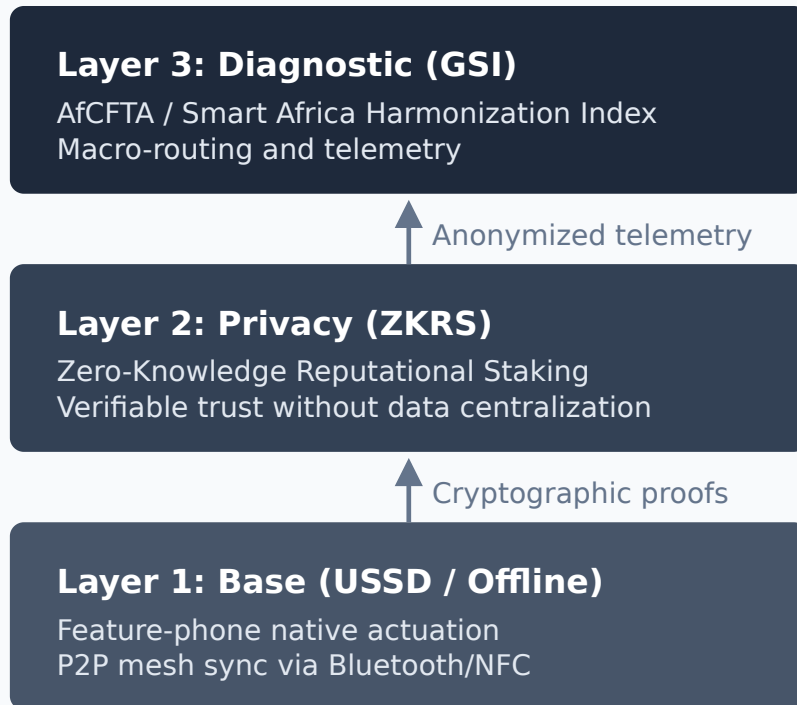 Layer 3: Diagnostic (GSI)
AfCFTA / Smart Africa Harmonization Index
Macro-routing and telemetry
Anonymized telemetry
Layer 2: Privacy (ZKRS)
Zero-Knowledge Reputational Staking
Verifiable trust without data centralization
Cryptographic proofs
Layer 1: Base (USSD / Offline)
Feature-phone native actuation
P2P mesh sync via Bluetooth/NFC